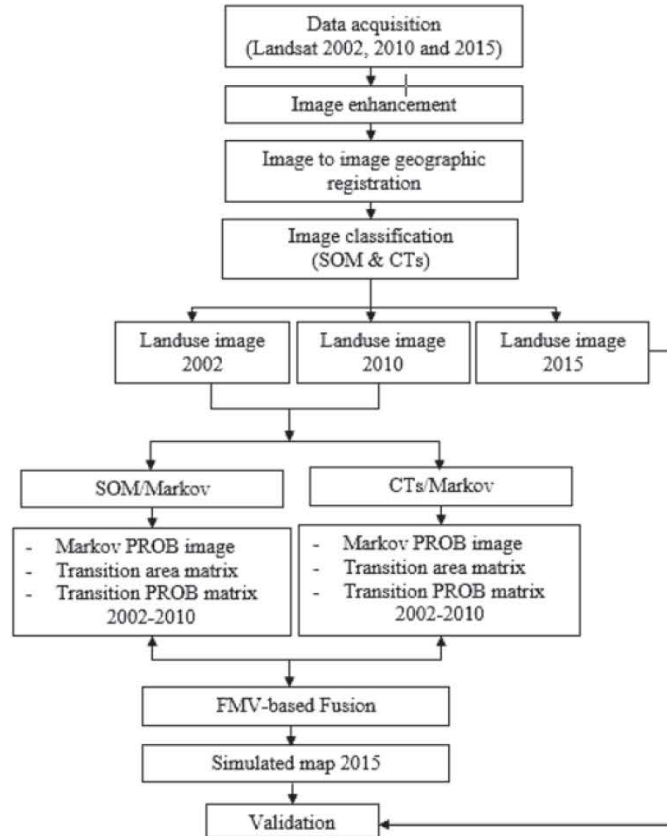 Data acquisition
(Landsat 2002, 2010 and 2015)
Image enhancement
Image to image geographic
registration
Image classification
(SOM & CTs)
Landuse image
2002
Landuse image
2010
Landuse image
2015
SOM/Markov
CTs/Markov
- Markov PROB image
- Transition area matrix
- Transition PROB matrix
2002-2010
- Markov PROB image
- Transition area matrix
- Transition PROB matrix
2002-2010
FMV-based Fusion
Simulated map 2015
Validation